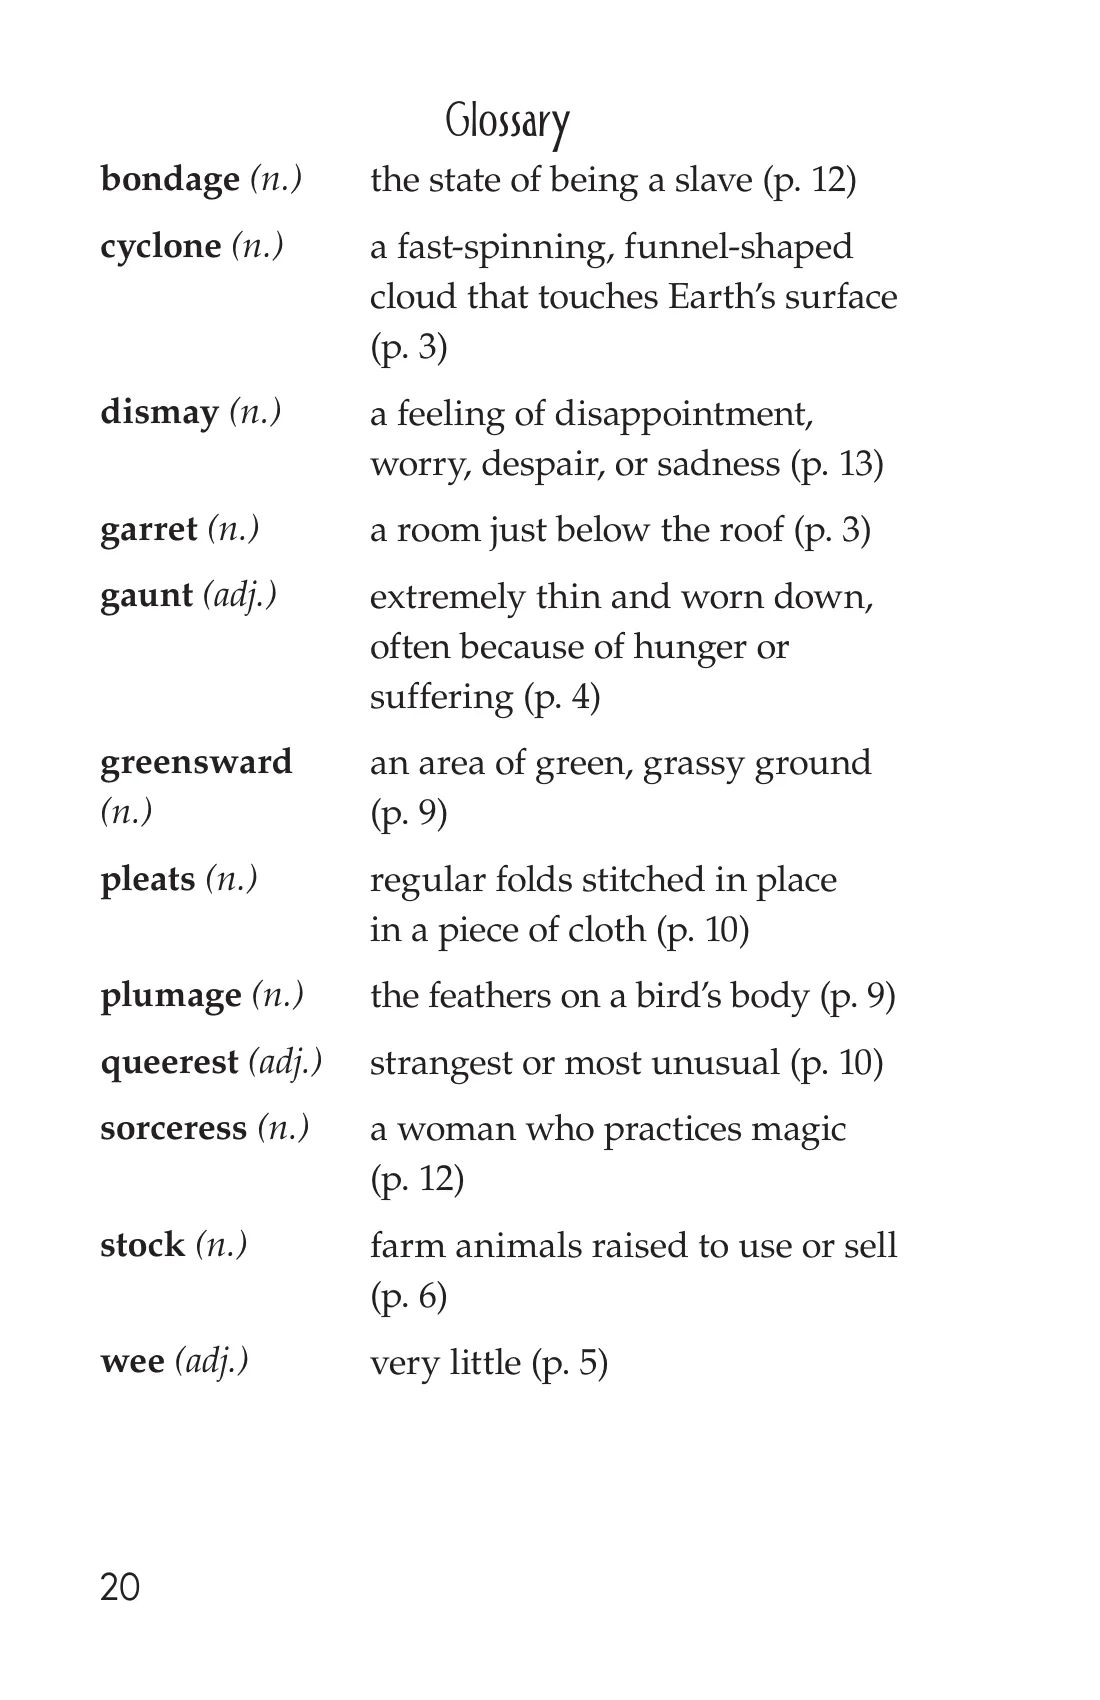 Glossary
bondage (n.) the state of being a slave (p. 12)
cyclone (n.) a fast-spinning, funnel-shaped
cloud that touches Earth’s surface
(p. 3)
dismay (n.) a feeling of disappointment,
worry, despair, or sadness (p. 13)
garret (n.) a room just below the roof (p. 3)
gaunt (adj.) extremely thin and worn down,
often because of hunger or
suffering (p. 4)
greensward an area of green, grassy ground
(n.) (p. 9)
pleats (n.) regular folds stitched in place
in a piece of cloth (p. 10)
plumage (n.) the feathers on a bird’s body (p. 9)
queerest (adj.) strangest or most unusual (p. 10)
sorceress (n.) a woman who practices magic
(p. 12)
stock (n.) farm animals raised to use or sell
(p. 6)
wee (adj.) very little (p. 5)
20